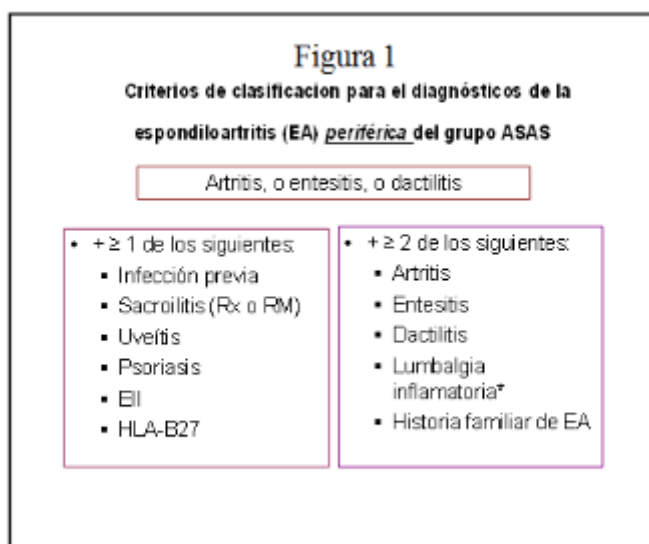 Figura 1
Criterios de clasificacion para el diagnósticos de la
espondiloartritis (EA) periférica del grupo ASAS
Artritis, o entesitis, o dactilitis
• + ≥ 1 de los siguientes:
▪ Infección previa
▪ Sacroilitis (Rx o RM)
▪ Uveítis
▪ Psoriasis
▪ EII
▪ HLA-B27
• + ≥ 2 de los siguientes:
▪ Artritis
▪ Entesitis
▪ Dactilitis
▪ Lumbalgia
inflamatoria*
▪ Historia familiar de EA